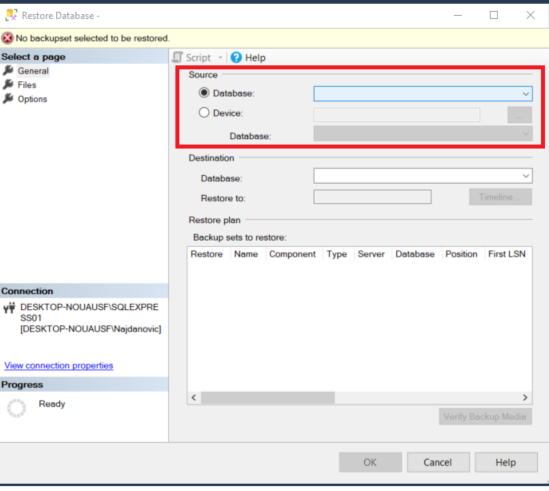 Restore Database -
No backupset selected to be restored.
Select a page
General
Files
Options
Script
Help
Source
Database:
Device:
...
Database:
Destination
Database:
Restore to:
Timeline...
Restore plan
Backup sets to restore:
Restore Name Component Type Server Database Position First LSN
Verify Backup Media
Connection
DESKTOP-NOUAUSF\SQLEXPRE
SS01
[DESKTOP-NOUAUSF\Najdanovic]
View connection properties
Progress
Ready
OK
Cancel
Help